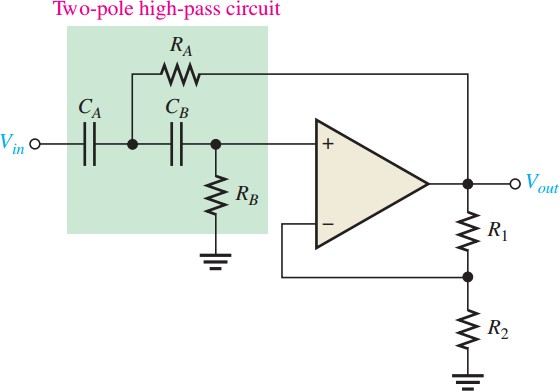 Two-pole high-pass circuit
R_A
C_A
C_B
V_in
R_B
+
−
V_out
R_1
R_2